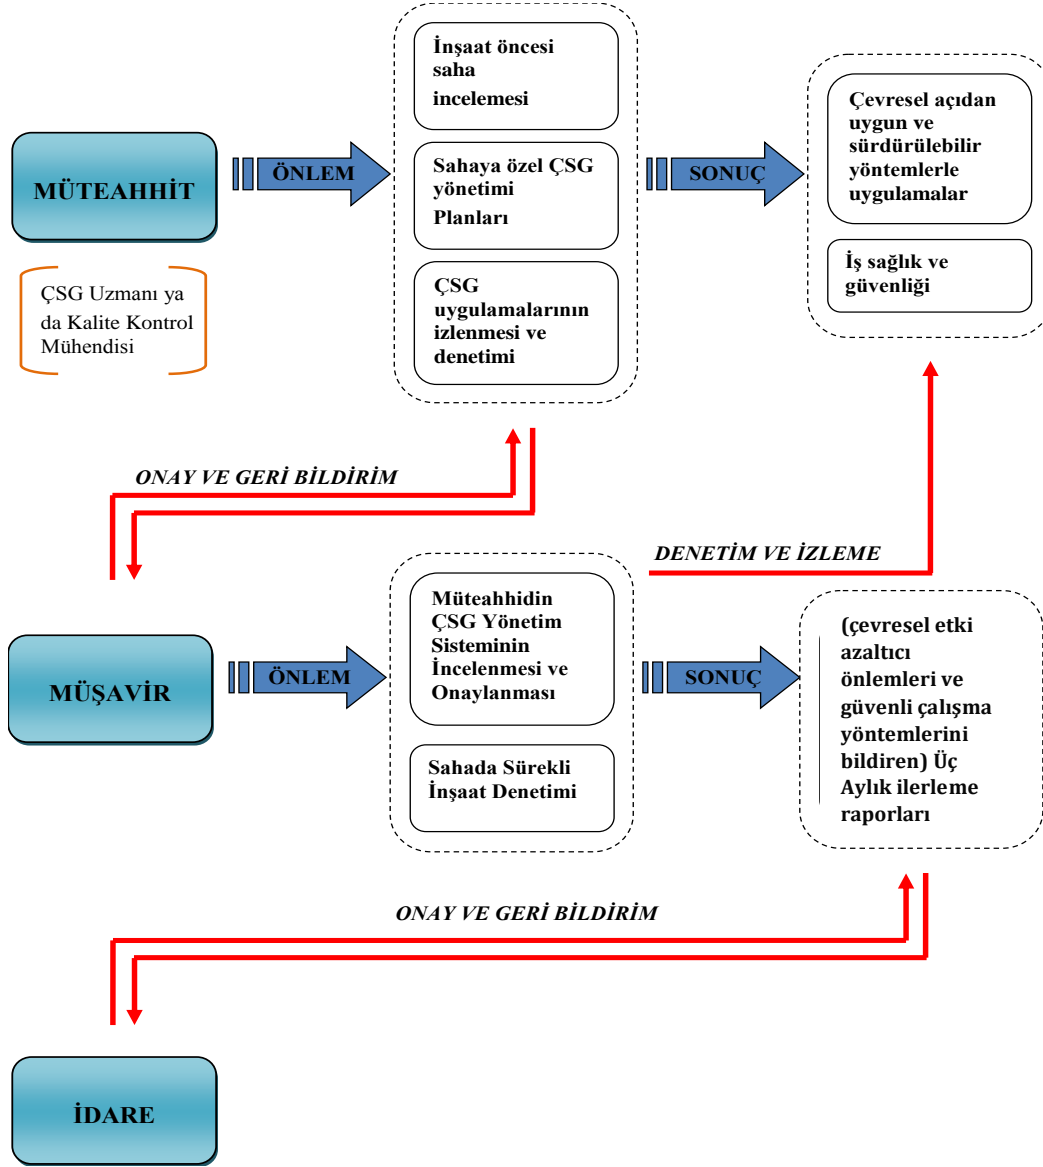 İnşaat öncesi
saha
incelemesi
Çevresel açıdan
uygun ve
sürdürülebilir
yöntemlerle
uygulamalar
MÜTEAHHİT
ÖNLEM
Sahaya özel ÇSG
yönetimi
Planları
SONUÇ
İş sağlık ve
güvenliği
ÇSG Uzmanı ya
da Kalite Kontrol
Mühendisi
ÇSG
uygulamalarının
izlenmesi ve
denetimi
ONAY VE GERİ BİLDİRİM
DENETİM VE İZLEME
MÜŞAVİR
ÖNLEM
Müteahhidin
ÇSG Yönetim
Sisteminin
İncelenmesi ve
Onaylanması
Sahada Sürekli
İnşaat Denetimi
SONUÇ
(çevresel etki
azaltıcı
önlemleri ve
güvenli çalışma
yöntemlerini
bildiren) Üç
Aylık ilerleme
raporları
ONAY VE GERİ BİLDİRİM
İDARE